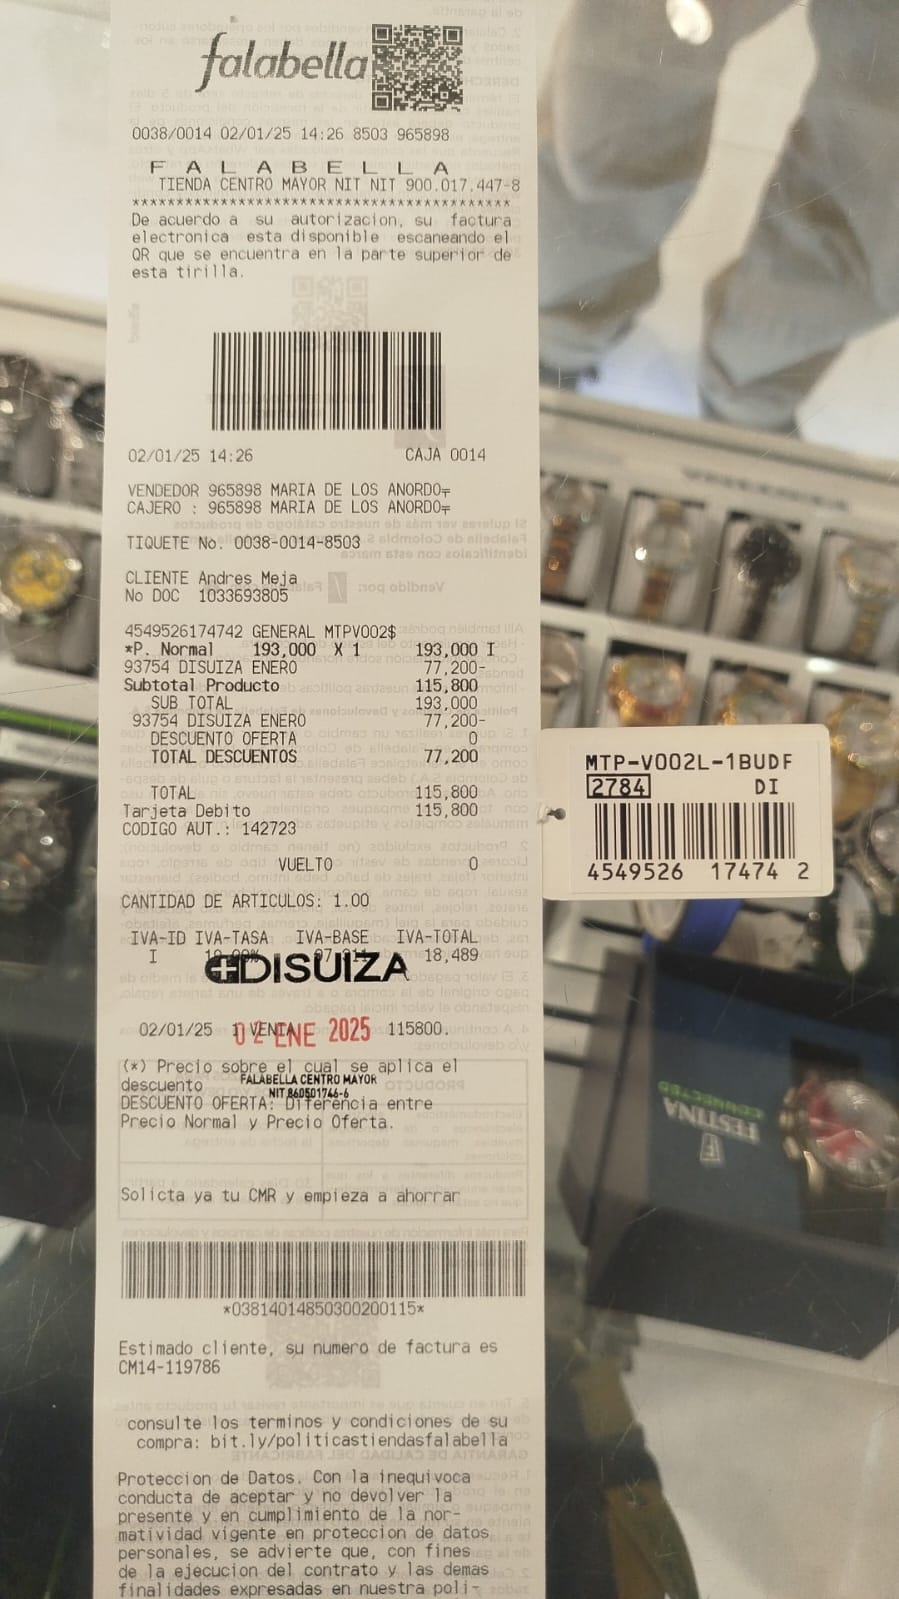 falabella
0038/0014 02/01/25 14:26 8503 965898
F A L A B E L L A
TIENDA CENTRO MAYOR NIT NIT 900.017.447-8
******************************************
De acuerdo a su autorizacion, su factura
electronica esta disponible escaneando el
QR que se encuentra en la parte superior de
esta tirilla.
02/01/25 14:26 CAJA 0014
VENDEDOR 965898 MARIA DE LOS ANORDO
CAJERO : 965898 MARIA DE LOS ANORDO
TIQUETE No. 0038-0014-8503
CLIENTE Andres Meja
No DOC 1033693805
4549526174742 GENERAL MTPV002$
*P. Normal 193,000 X 1 193,000 I
93754 DISUIZA ENERO 77,200-
Subtotal Producto 115,800
SUB TOTAL 193,000
93754 DISUIZA ENERO 77,200-
DESCUENTO OFERTA 0
TOTAL DESCUENTOS 77,200
TOTAL 115,800
Tarjeta Debito 115,800
CODIGO AUT.: 142723
VUELTO 0
CANTIDAD DE ARTICULOS: 1.00
IVA-ID IVA-TASA IVA-BASE IVA-TOTAL
I 18,489
DISUIZA
02/01/25 1 VENTA 115800.
02 ENE 2025
(*) Precio sobre el cual se aplica el
descuento
FALABELLA CENTRO MAYOR
NIT.860501746-6
DESCUENTO OFERTA: Diferencia entre
Precio Normal y Precio Oferta.
Solicta ya tu CMR y empieza a ahorrar
*03814014850300200115*
Estimado cliente, su numero de factura es
CM14-119786
consulte los terminos y condiciones de su
compra: bit.ly/politicastiendasfalabella
Proteccion de Datos. Con la inequivoca
conducta de aceptar y no devolver la
presente y en cumplimiento de la nor-
matividad vigente en proteccion de datos
personales, se advierte que, con fines
de la ejecucion del contrato y las demas
finalidades expresadas en nuestra poli-
MTP-V002L-1BUDF
2784 DI
4549526 17474 2
FESTINA
CONNECTED